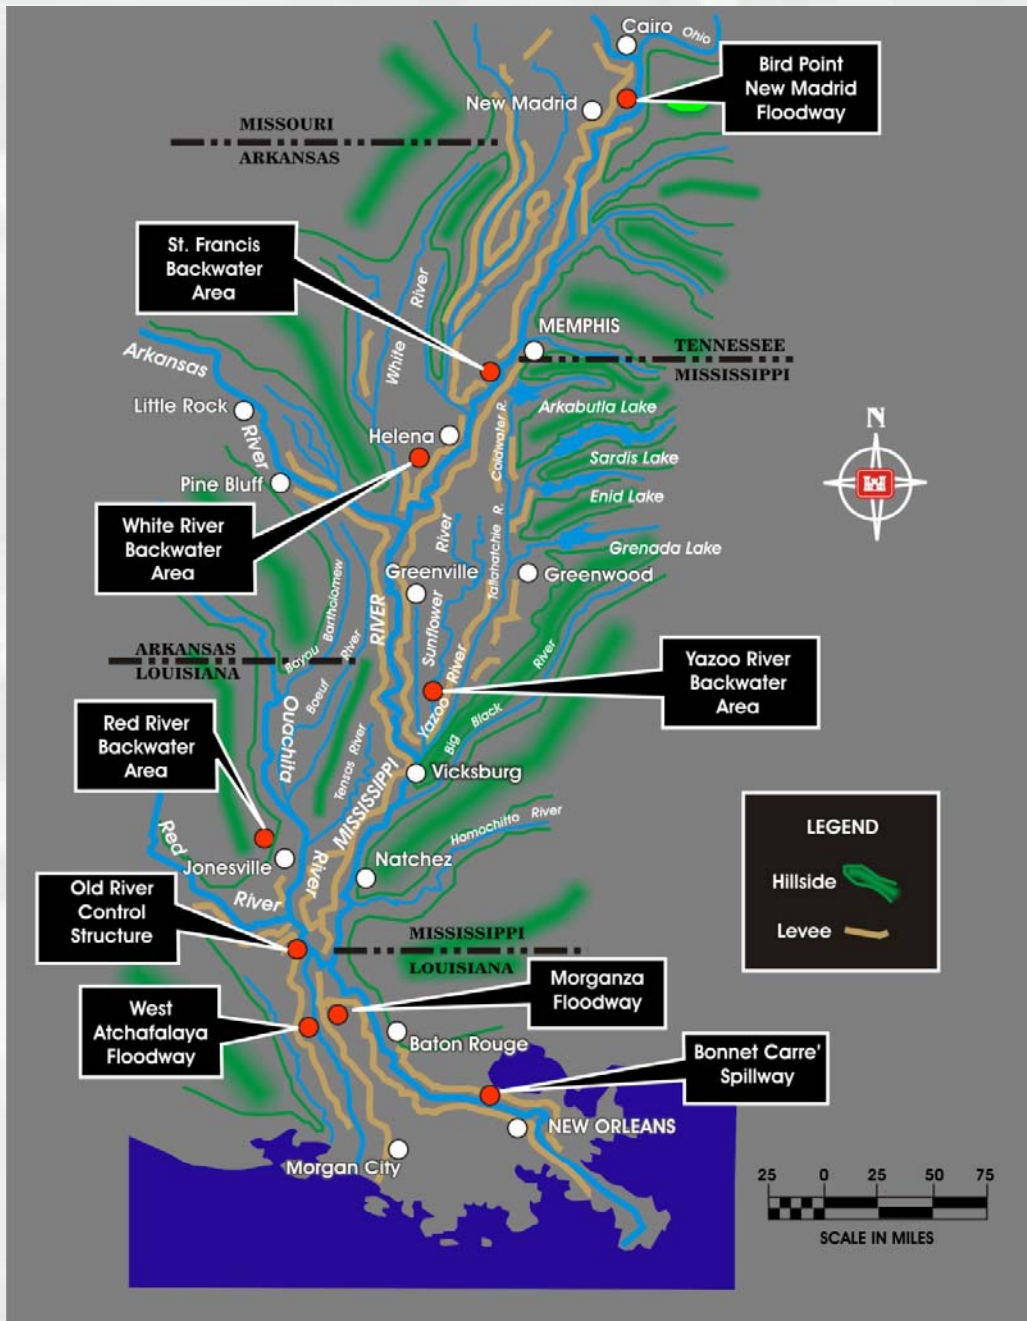 Cairo
Ohio
Bird Point
New Madrid
Floodway
New Madrid
MISSOURI
ARKANSAS
St. Francis
Backwater
Area
White River
MEMPHIS
TENNESSEE
MISSISSIPPI
Arkansas
River
Little Rock
Arkabutla Lake
Coldwater R.
Helena
Sardis Lake
N
Pine Bluff
Enid Lake
White River
Backwater
Area
Tallahatchie R.
Grenada Lake
Greenville
Greenwood
Sunflower River
Bayou Bartholomew
MISSISSIPPI RIVER
ARKANSAS
LOUISIANA
Boeuf River
Yazoo River
Yazoo River
Backwater
Area
Big Black River
Red River
Backwater
Area
Ouachita
River
Tensas River
Vicksburg
LEGEND
Hillside
Levee
Homochitto River
Red
River
Jonesville
Natchez
Old River
Control
Structure
MISSISSIPPI
LOUISIANA
Morganza
Floodway
West
Atchafalaya
Floodway
Baton Rouge
Bonnet Carre'
Spillway
NEW ORLEANS
Morgan City
25 0 25 50 75
SCALE IN MILES